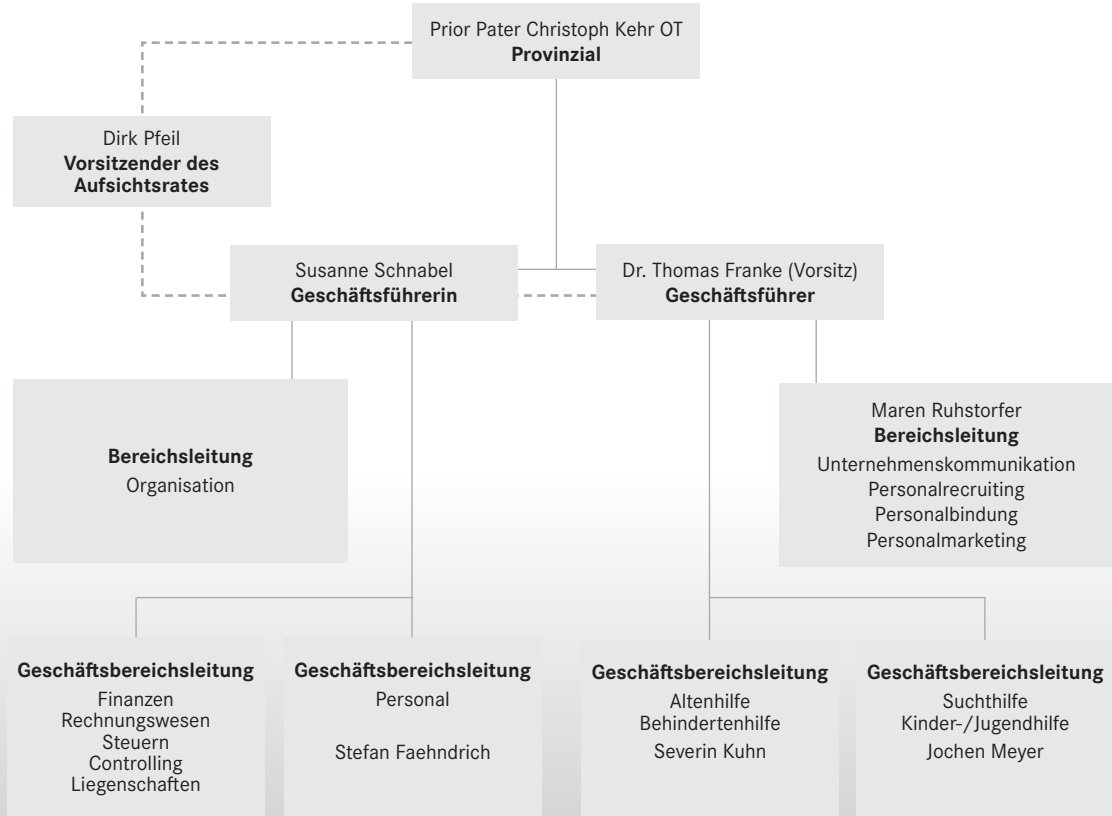 Prior Pater Christoph Kehr OT
Provinzial
Dirk Pfeil
Vorsitzender des
Aufsichtsrates
Susanne Schnabel
Geschäftsführerin
Dr. Thomas Franke (Vorsitz)
Geschäftsführer
Bereichsleitung
Organisation
Maren Ruhstorfer
Bereichsleitung
Unternehmenskommunikation
Personalrecruiting
Personalbindung
Personalmarketing
Geschäftsbereichsleitung
Finanzen
Rechnungswesen
Steuern
Controlling
Liegenschaften
Geschäftsbereichsleitung
Personal
Stefan Faehndrich
Geschäftsbereichsleitung
Altenhilfe
Behindertenhilfe
Severin Kuhn
Geschäftsbereichsleitung
Suchthilfe
Kinder-/Jugendhilfe
Jochen Meyer